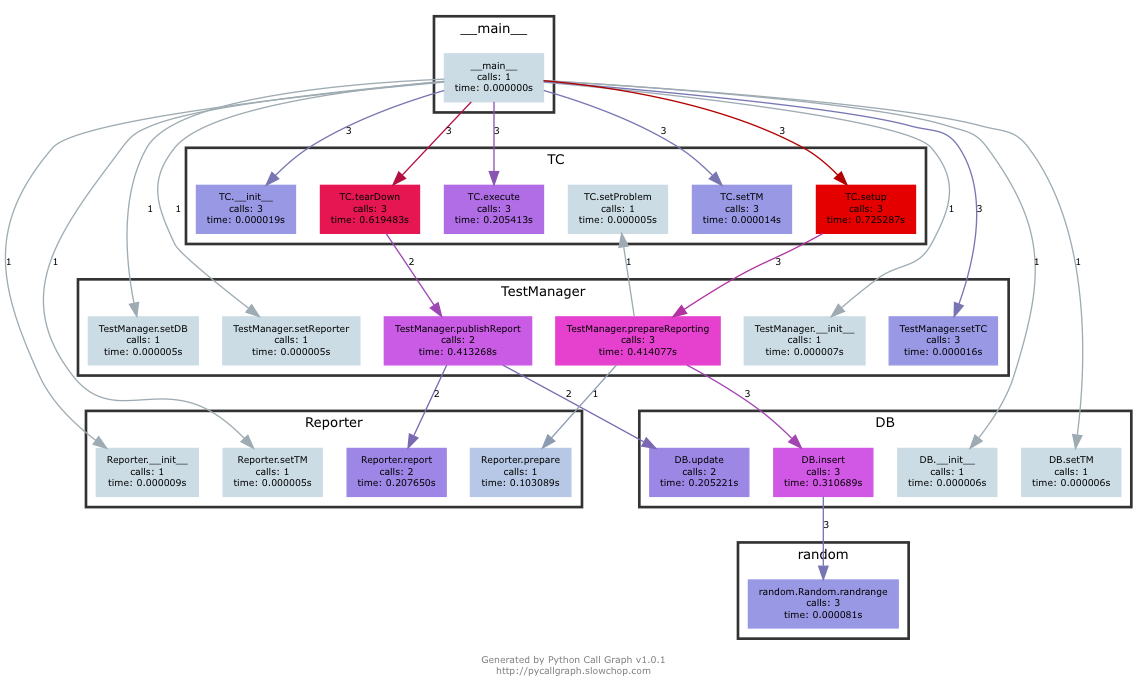 __main__
__main__
calls: 1
time: 0.000000s
3
3
3
3
3
TC
TC.__init__
calls: 3
time: 0.000019s
TC.tearDown
calls: 3
time: 0.619483s
TC.execute
calls: 3
time: 0.205413s
TC.setProblem
calls: 1
time: 0.000005s
TC.setTM
calls: 3
time: 0.000014s
TC.setup
calls: 3
time: 0.725287s
1
1
1
3
1
1
2
1
3
1
1
TestManager
TestManager.setDB
calls: 1
time: 0.000005s
TestManager.setReporter
calls: 1
time: 0.000005s
TestManager.publishReport
calls: 2
time: 0.413268s
TestManager.prepareReporting
calls: 3
time: 0.414077s
TestManager.__init__
calls: 1
time: 0.000007s
TestManager.setTC
calls: 3
time: 0.000016s
2
2
1
3
Reporter
Reporter.__init__
calls: 1
time: 0.000009s
Reporter.setTM
calls: 1
time: 0.000005s
Reporter.report
calls: 2
time: 0.207650s
Reporter.prepare
calls: 1
time: 0.103089s
DB
DB.update
calls: 2
time: 0.205221s
DB.insert
calls: 3
time: 0.310689s
DB.__init__
calls: 1
time: 0.000006s
DB.setTM
calls: 1
time: 0.000006s
3
random
random.Random.randrange
calls: 3
time: 0.000081s
Generated by Python Call Graph v1.0.1
http://pycallgraph.slowchop.com